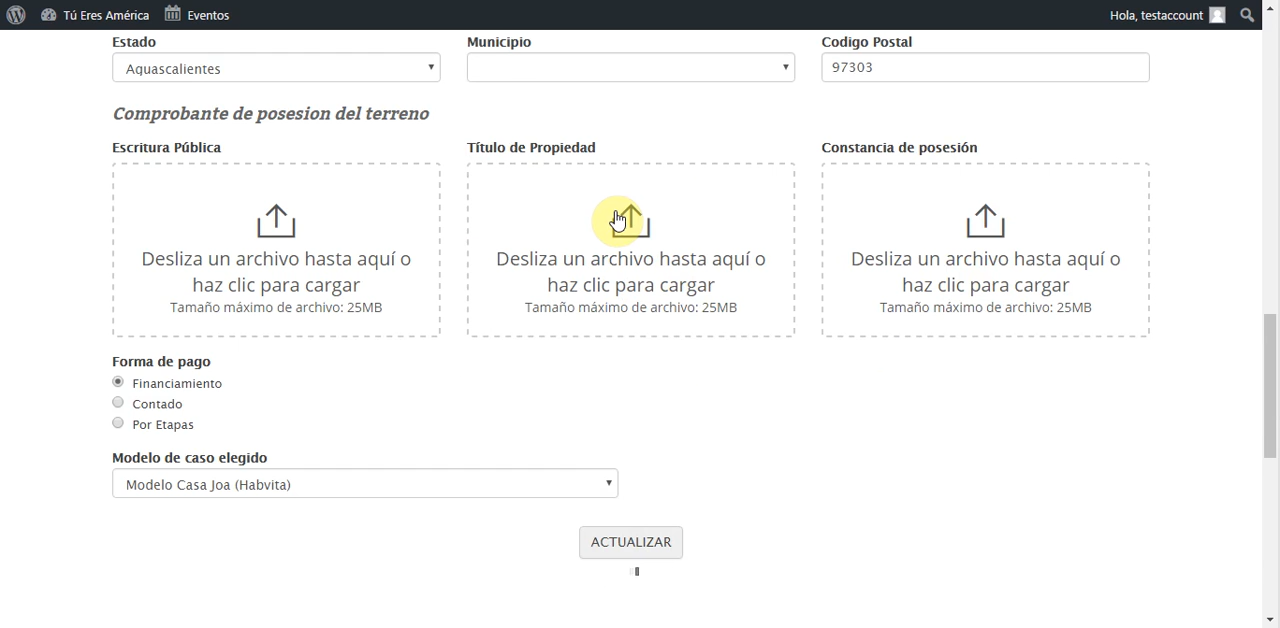 Tú Eres América Eventos Hola, testaccount
Estado Municipio Codigo Postal
Aguascalientes 97303
Comprobante de posesion del terreno
Escritura Pública Título de Propiedad Constancia de posesión
Desliza un archivo hasta aquí o Desliza un archivo hasta aquí o Desliza un archivo hasta aquí o
haz clic para cargar haz clic para cargar haz clic para cargar
Tamaño máximo de archivo: 25MB Tamaño máximo de archivo: 25MB Tamaño máximo de archivo: 25MB
Forma de pago
Financiamiento
Contado
Por Etapas
Modelo de caso elegido
Modelo Casa Joa (Habvita)
ACTUALIZAR